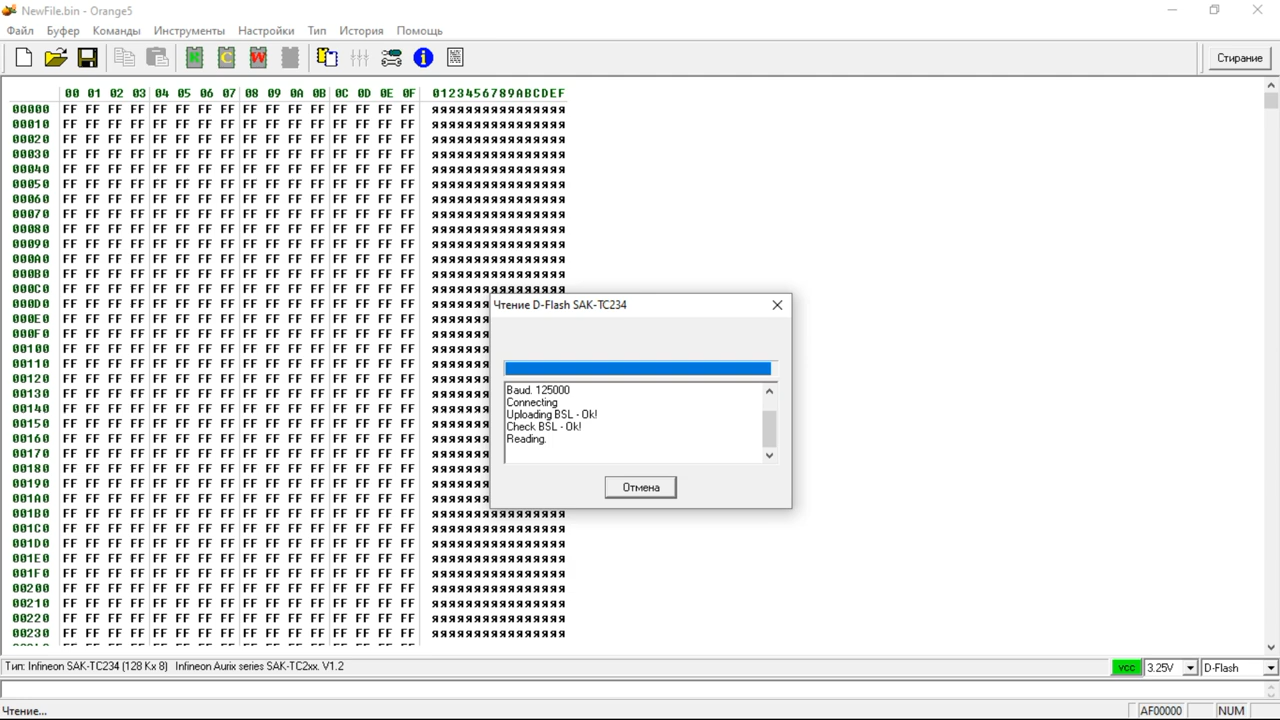 NewFile.bin - Orange5
Файл Буфер Команды Инструменты Настройки Тип История Помощь
R C W i Стирание
00 01 02 03 04 05 06 07 08 09 0A 0B 0C 0D 0E 0F 0123456789ABCDEF
00000 FF FF FF FF FF FF FF FF FF FF FF FF FF FF FF FF яяяяяяяяяяяяяяяя
00010 FF FF FF FF FF FF FF FF FF FF FF FF FF FF FF FF яяяяяяяяяяяяяяяя
00020 FF FF FF FF FF FF FF FF FF FF FF FF FF FF FF FF яяяяяяяяяяяяяяяя
00030 FF FF FF FF FF FF FF FF FF FF FF FF FF FF FF FF яяяяяяяяяяяяяяяя
00040 FF FF FF FF FF FF FF FF FF FF FF FF FF FF FF FF яяяяяяяяяяяяяяяя
00050 FF FF FF FF FF FF FF FF FF FF FF FF FF FF FF FF яяяяяяяяяяяяяяяя
00060 FF FF FF FF FF FF FF FF FF FF FF FF FF FF FF FF яяяяяяяяяяяяяяяя
00070 FF FF FF FF FF FF FF FF FF FF FF FF FF FF FF FF яяяяяяяяяяяяяяяя
00080 FF FF FF FF FF FF FF FF FF FF FF FF FF FF FF FF яяяяяяяяяяяяяяяя
00090 FF FF FF FF FF FF FF FF FF FF FF FF FF FF FF FF яяяяяяяяяяяяяяяя
000A0 FF FF FF FF FF FF FF FF FF FF FF FF FF FF FF FF яяяяяяяяяяяяяяяя
000B0 FF FF FF FF FF FF FF FF FF FF FF FF FF FF FF FF яяяяяяяяяяяяяяяя
000C0 FF FF FF FF FF FF FF FF FF FF FF FF FF FF FF FF яяяяяяяяяяяяяяяя
000D0 FF FF FF FF FF FF FF FF FF FF FF FF FF FF FF FF яяяя
000E0 FF FF FF FF FF FF FF FF FF FF FF FF FF FF FF FF яяяя
000F0 FF FF FF FF FF FF FF FF FF FF FF FF FF FF FF FF яяяя
00100 FF FF FF FF FF FF FF FF FF FF FF FF FF FF FF FF яяяя
00110 FF FF FF FF FF FF FF FF FF FF FF FF FF FF FF FF яяяя
00120 FF FF FF FF FF FF FF FF FF FF FF FF FF FF FF FF яяяя
00130 FF FF FF FF FF FF FF FF FF FF FF FF FF FF FF FF яяяя
00140 FF FF FF FF FF FF FF FF FF FF FF FF FF FF FF FF яяяя
00150 FF FF FF FF FF FF FF FF FF FF FF FF FF FF FF FF яяяя
00160 FF FF FF FF FF FF FF FF FF FF FF FF FF FF FF FF яяяя
00170 FF FF FF FF FF FF FF FF FF FF FF FF FF FF FF FF яяяя
00180 FF FF FF FF FF FF FF FF FF FF FF FF FF FF FF FF яяяя
00190 FF FF FF FF FF FF FF FF FF FF FF FF FF FF FF FF яяяя
001A0 FF FF FF FF FF FF FF FF FF FF FF FF FF FF FF FF яяяя
001B0 FF FF FF FF FF FF FF FF FF FF FF FF FF FF FF FF яяяяяяяяяяяяяяяя
001C0 FF FF FF FF FF FF FF FF FF FF FF FF FF FF FF FF яяяяяяяяяяяяяяяя
001D0 FF FF FF FF FF FF FF FF FF FF FF FF FF FF FF FF яяяяяяяяяяяяяяяя
001E0 FF FF FF FF FF FF FF FF FF FF FF FF FF FF FF FF яяяяяяяяяяяяяяяя
001F0 FF FF FF FF FF FF FF FF FF FF FF FF FF FF FF FF яяяяяяяяяяяяяяяя
00200 FF FF FF FF FF FF FF FF FF FF FF FF FF FF FF FF яяяяяяяяяяяяяяяя
00210 FF FF FF FF FF FF FF FF FF FF FF FF FF FF FF FF яяяяяяяяяяяяяяяя
00220 FF FF FF FF FF FF FF FF FF FF FF FF FF FF FF FF яяяяяяяяяяяяяяяя
00230 FF FF FF FF FF FF FF FF FF FF FF FF FF FF FF FF яяяяяяяяяяяяяяяя
Чтение D-Flash SAK-TC234
Baud. 125000
Connecting
Uploading BSL - Ok!
Check BSL - Ok!
Reading.
Отмена
Тип: Infineon SAK-TC234 (128 Kx 8) Infineon Aurix series SAK-TC2xx. V1.2 vcc 3.25V D-Flash
Чтение... AF00000 NUM